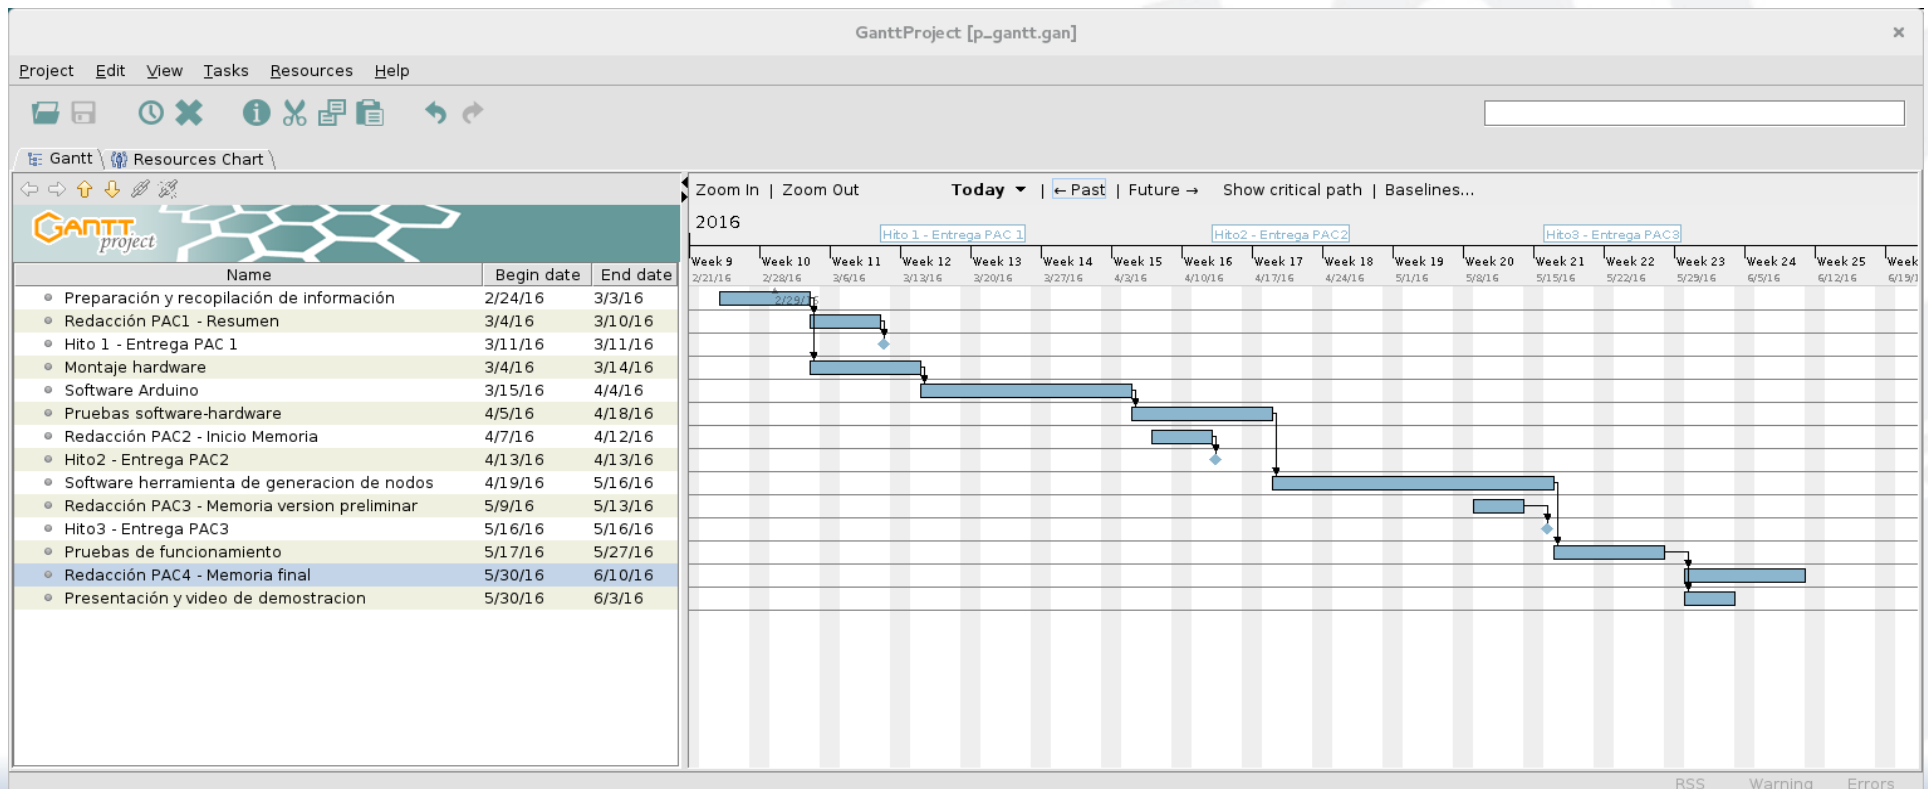 GanttProject [p_gantt.gan]
Project Edit View Tasks Resources Help
Gantt Resources Chart
Zoom In | Zoom Out Today | ← Past | Future → Show critical path | Baselines...
GANTT project
2016
Hito 1 - Entrega PAC 1 Hito2 - Entrega PAC2 Hito3 - Entrega PAC3
Week 9 Week 10 Week 11 Week 12 Week 13 Week 14 Week 15 Week 16 Week 17 Week 18 Week 19 Week 20 Week 21 Week 22 Week 23 Week 24 Week 25 Week
2/21/16 2/28/16 3/6/16 3/13/16 3/20/16 3/27/16 4/3/16 4/10/16 4/17/16 4/24/16 5/1/16 5/8/16 5/15/16 5/22/16 5/29/16 6/5/16 6/12/16 6/19/1
Name Begin date End date
Preparación y recopilación de información 2/24/16 3/3/16
2/29/16
Redacción PAC1 - Resumen 3/4/16 3/10/16
Hito 1 - Entrega PAC 1 3/11/16 3/11/16
Montaje hardware 3/4/16 3/14/16
Software Arduino 3/15/16 4/4/16
Pruebas software-hardware 4/5/16 4/18/16
Redacción PAC2 - Inicio Memoria 4/7/16 4/12/16
Hito2 - Entrega PAC2 4/13/16 4/13/16
Software herramienta de generacion de nodos 4/19/16 5/16/16
Redacción PAC3 - Memoria version preliminar 5/9/16 5/13/16
Hito3 - Entrega PAC3 5/16/16 5/16/16
Pruebas de funcionamiento 5/17/16 5/27/16
Redacción PAC4 - Memoria final 5/30/16 6/10/16
Presentación y video de demostracion 5/30/16 6/3/16
RSS Warning Errors